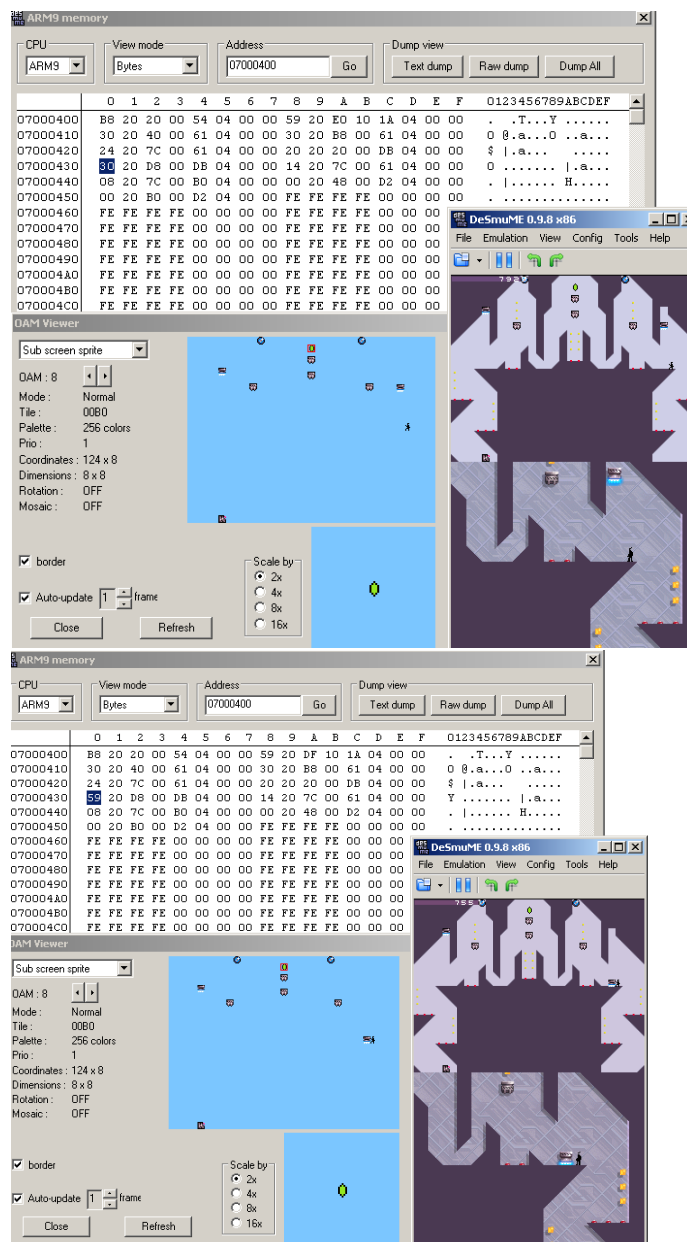 ARM9 memory
CPU
View mode
Address
Dump view
ARM9
Bytes
07000400
Go
Text dump
Raw dump
Dump All
0 1 2 3 4 5 6 7 8 9 A B C D E F 0123456789ABCDEF
07000400 B8 20 20 00 54 04 00 00 59 20 E0 10 1A 04 00 00 .  .T...Y ......
07000410 30 20 40 00 61 04 00 00 30 20 B8 00 61 04 00 00 0 @.a...0 ..a...
07000420 24 20 7C 00 61 04 00 00 20 20 20 00 DB 04 00 00 $ |.a...   .....
07000430 30 20 D8 00 DB 04 00 00 14 20 7C 00 61 04 00 00 0 ....... |.a...
07000440 08 20 7C 00 B0 04 00 00 00 20 48 00 D2 04 00 00 . |..... H.....
07000450 00 20 B0 00 D2 04 00 00 FE FE FE FE 00 00 00 00 . ..............
07000460 FE FE FE FE 00 00 00 00 FE FE FE FE 00 00 00
07000470 FE FE FE FE 00 00 00 00 FE FE FE FE 00 00 00
07000480 FE FE FE FE 00 00 00 00 FE FE FE FE 00 00 00
07000490 FE FE FE FE 00 00 00 00 FE FE FE FE 00 00 00
070004A0 FE FE FE FE 00 00 00 00 FE FE FE FE 00 00 00
070004B0 FE FE FE FE 00 00 00 00 FE FE FE FE 00 00 00
070004C0 FE FE FE FE 00 00 00 00 FE FE FE FE 00 00 00
DeSmuME 0.9.8 x86
File Emulation View Config Tools Help
792
OAM Viewer
Sub screen sprite
OAM : 8
Mode : Normal
Tile : 00B0
Palette : 256 colors
Prio : 1
Coordinates : 124 x 8
Dimensions : 8 x 8
Rotation : OFF
Mosaic : OFF
border
Auto-update 1 frame
Close
Refresh
Scale by
2x
4x
8x
16x
ARM9 memory
CPU
View mode
Address
Dump view
ARM9
Bytes
07000400
Go
Text dump
Raw dump
Dump All
0 1 2 3 4 5 6 7 8 9 A B C D E F 0123456789ABCDEF
07000400 B8 20 20 00 54 04 00 00 59 20 DF 10 1A 04 00 00 .  .T...Y ......
07000410 30 20 40 00 61 04 00 00 30 20 B8 00 61 04 00 00 0 @.a...0 ..a...
07000420 24 20 7C 00 61 04 00 00 20 20 20 00 DB 04 00 00 $ |.a...   .....
07000430 59 20 D8 00 DB 04 00 00 14 20 7C 00 61 04 00 00 Y ....... |.a...
07000440 08 20 7C 00 B0 04 00 00 00 20 48 00 D2 04 00 00 . |..... H.....
07000450 00 20 B0 00 D2 04 00 00 FE FE FE FE 00 00 00 00 . ..............
07000460 FE FE FE FE 00 00 00 00 FE FE FE FE 00 00 00
07000470 FE FE FE FE 00 00 00 00 FE FE FE FE 00 00 00
07000480 FE FE FE FE 00 00 00 00 FE FE FE FE 00 00 00
07000490 FE FE FE FE 00 00 00 00 FE FE FE FE 00 00 00
070004A0 FE FE FE FE 00 00 00 00 FE FE FE FE 00 00 00
070004B0 FE FE FE FE 00 00 00 00 FE FE FE FE 00 00 00
070004C0 FE FE FE FE 00 00 00 00 FE FE FE FE 00 00 00
DeSmuME 0.9.8 x86
File Emulation View Config Tools Help
755
OAM Viewer
Sub screen sprite
OAM : 8
Mode : Normal
Tile : 00B0
Palette : 256 colors
Prio : 1
Coordinates : 124 x 8
Dimensions : 8 x 8
Rotation : OFF
Mosaic : OFF
border
Auto-update 1 frame
Close
Refresh
Scale by
2x
4x
8x
16x